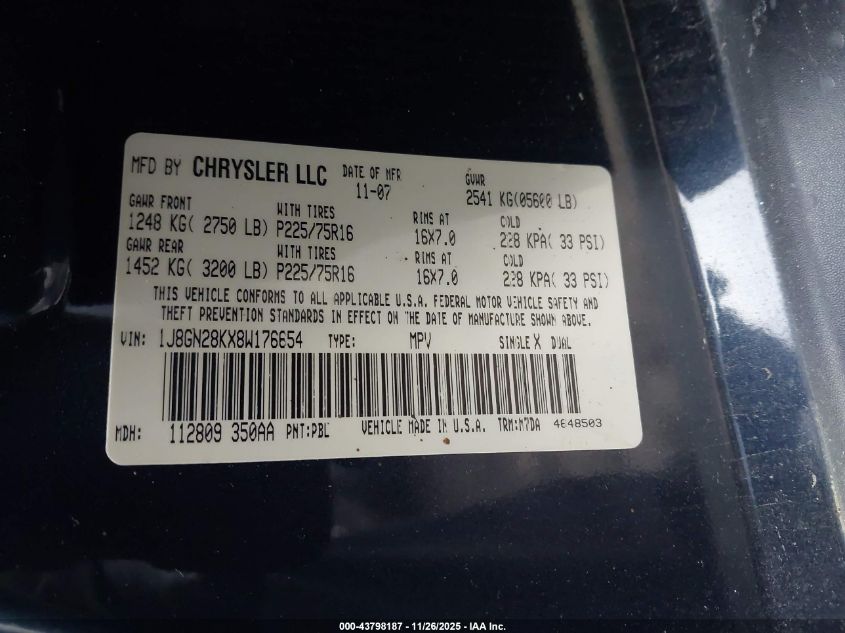 MFD BY CHRYSLER LLC DATE OF MFR GVWR
11-07 2541 KG(05600 LB)
GAWR FRONT WITH TIRES RIMS AT COLD
1248 KG( 2750 LB) P225/75R16 16X7.0 228 KPA( 33 PSI)
GAWR REAR WITH TIRES RIMS AT COLD
1452 KG( 3200 LB) P225/75R16 16X7.0 228 KPA( 33 PSI)
THIS VEHICLE CONFORMS TO ALL APPLICABLE U.S.A. FEDERAL MOTOR VEHICLE SAFETY AND
THEFT PREVENTION STANDARDS IN EFFECT ON THE DATE OF MANUFACTURE SHOWN ABOVE.
VIN: 1J8GN28KX8W176654 TYPE: MPV SINGLE X DUAL
MDH: 112809 350AA PNT:PBL VEHICLE MADE IN U.S.A. TRM:M7DA 4648503
000-43798187 - 11/26/2025 - IAA Inc.